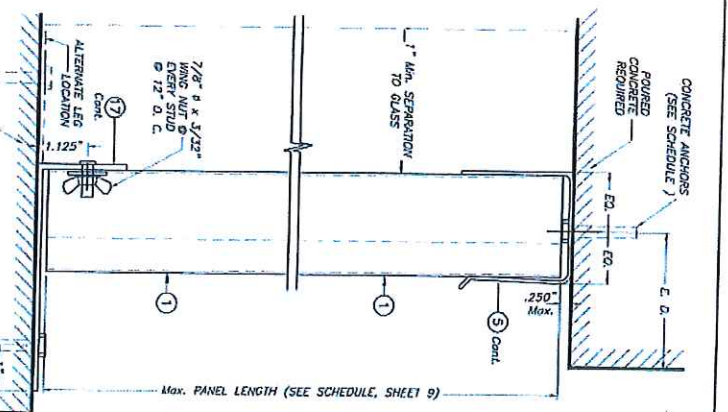 CONCRETE ANCHORS
(SEE SCHEDULE )
POURED
CONCRETE
REQUIRED
E. D.
EQ.
EQ.
1" Min. SEPARATION
TO GLASS
.250"
Max.
5 Cont.
1
1
7/8" ø x 3/32"
WING NUT @
EVERY STUD
@ 12" O. C.
17
Cont.
1.125"
ALTERNATE LEG
LOCATION
Max. PANEL LENGTH (SEE SCHEDULE, SHEET 9)
1"